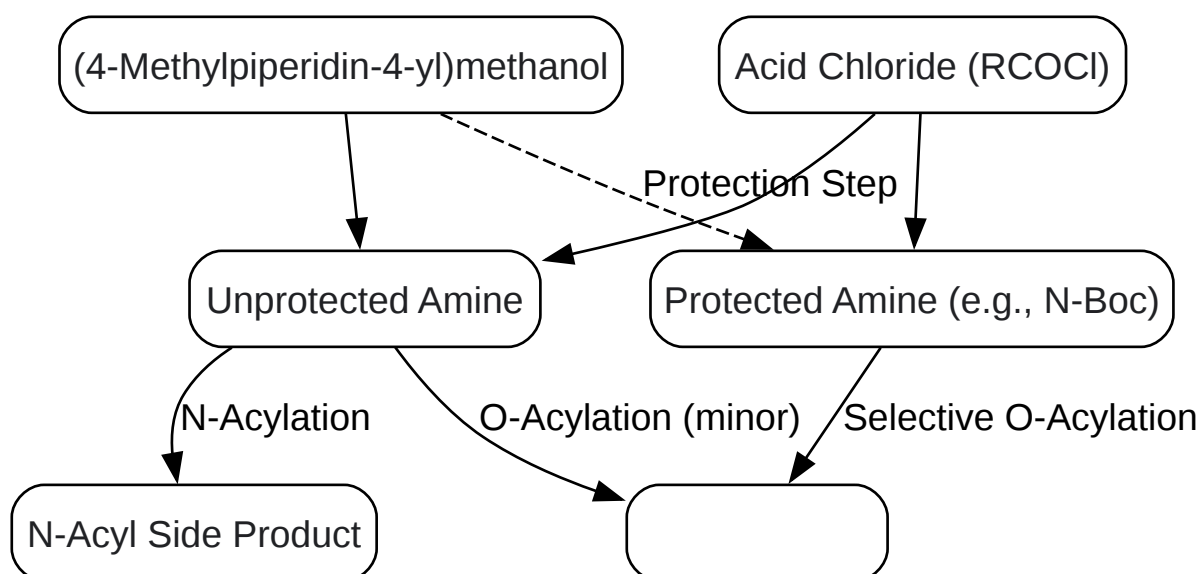 (4-Methylpiperidin-4-yl)methanol
Acid Chloride (RCOCl)
Protection Step
Unprotected Amine
Protected Amine (e.g., N-Boc)
N-Acylation
O-Acylation (minor)
Selective O-Acylation
N-Acyl Side Product